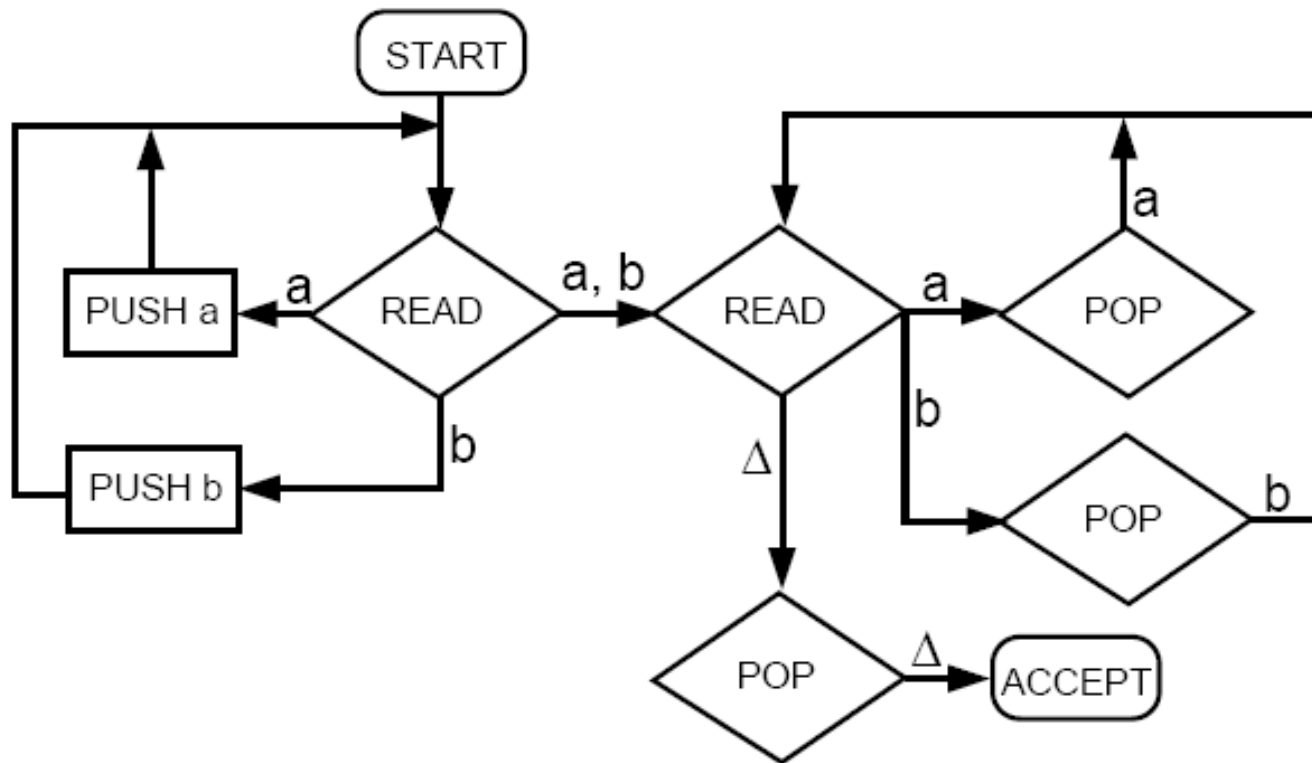 START
a
PUSH a
a
READ
a, b
READ
a
POP
b
PUSH b
b
Δ
POP
b
POP
Δ
ACCEPT